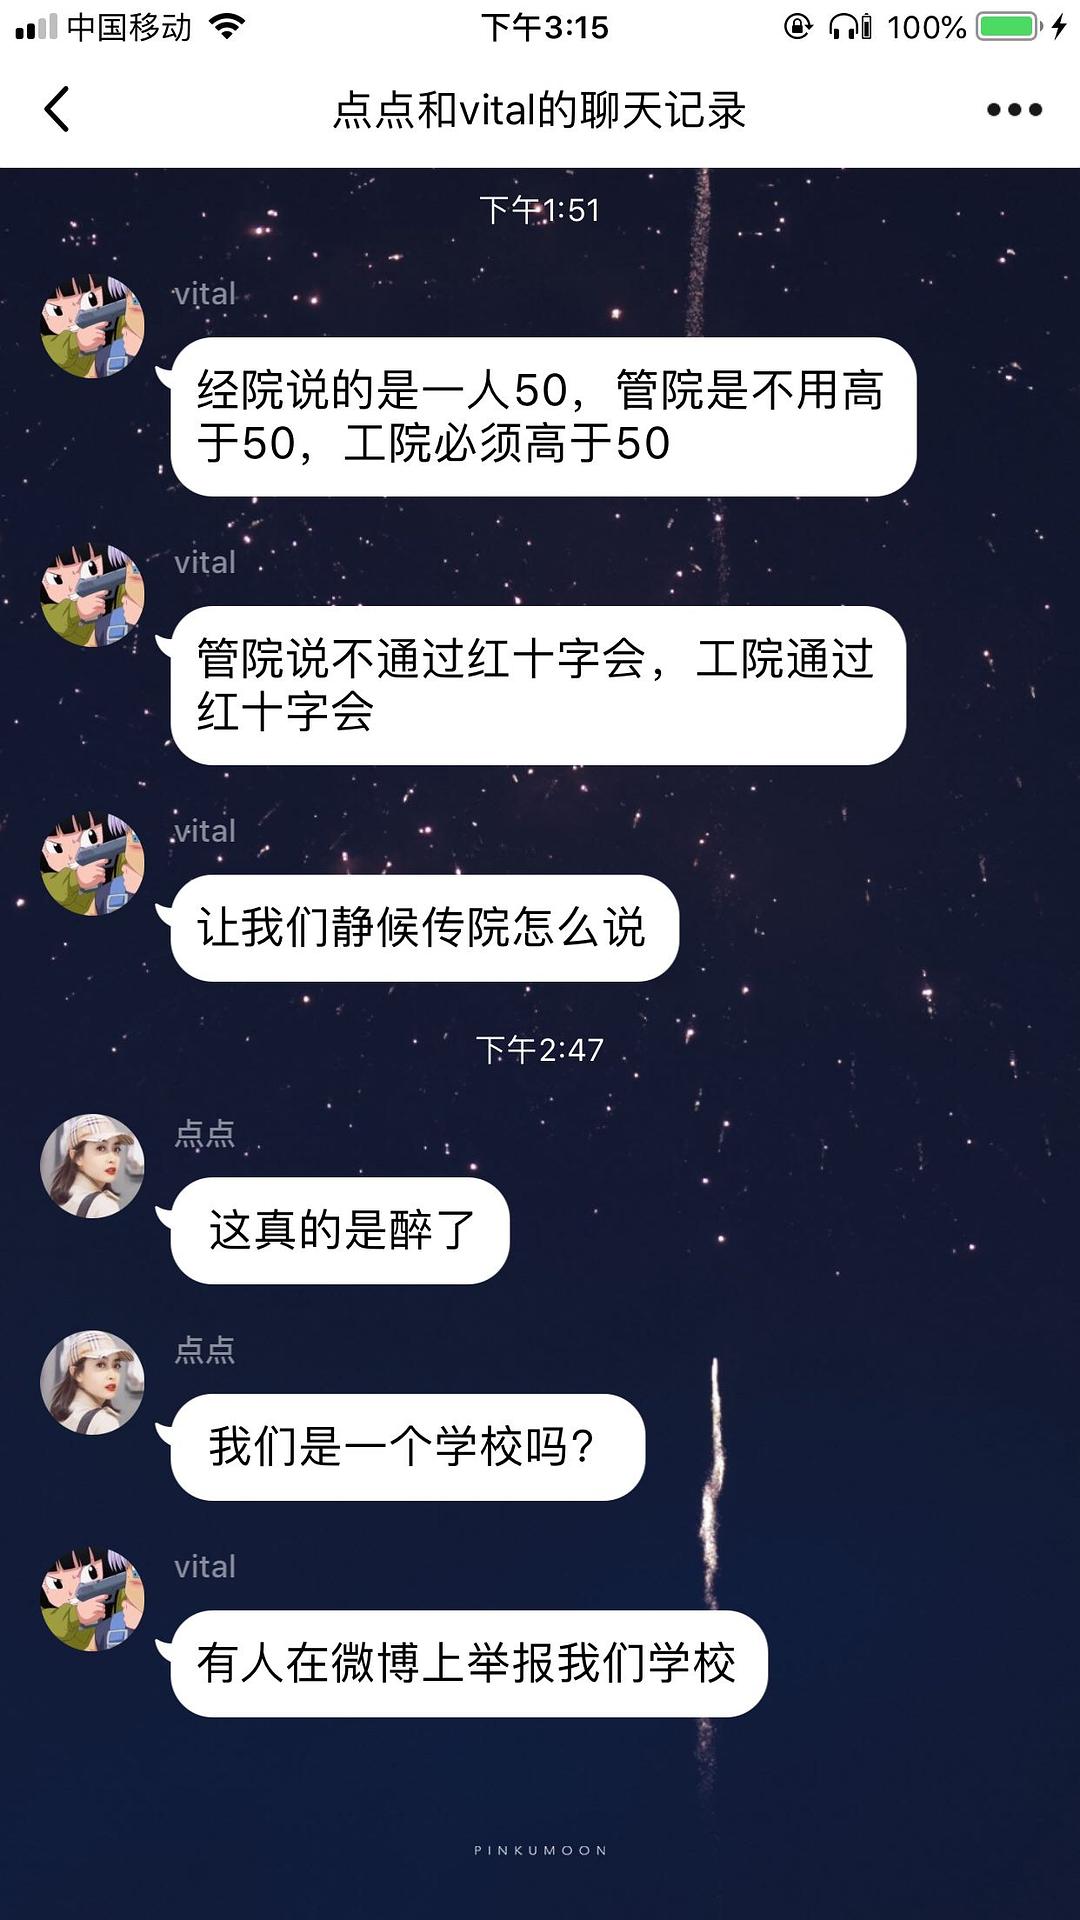 中国移动 下午3:15 100%
点点和vital的聊天记录
下午1:51
vital
经院说的是一人50，管院是不用高
于50，工院必须高于50
vital
管院说不通过红十字会，工院通过
红十字会
vital
让我们静候传院怎么说
下午2:47
点点
这真的是醉了
点点
我们是一个学校吗？
vital
有人在微博上举报我们学校
PINKUMOON